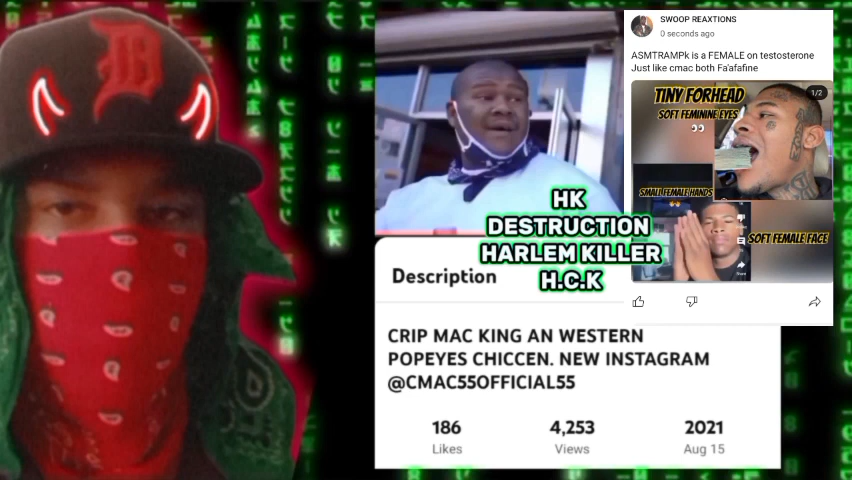 SWOOP REAXTIONS
0 seconds ago
ASMTRAMPk is a FEMALE on testosterone
Just like cmac both Fa'afafine
1/2
TINY FORHEAD
SOFT FEMININE EYES
SMALL FEMALE HANDS
SOFT FEMALE FACE
Share
HK
DESTRUCTION
HARLEM KILLER
H.C.K
Description
CRIP MAC KING AN WESTERN
POPEYES CHICCEN. NEW INSTAGRAM
@CMAC55OFFICIAL55
186 4,253 2021
Likes Views Aug 15
D